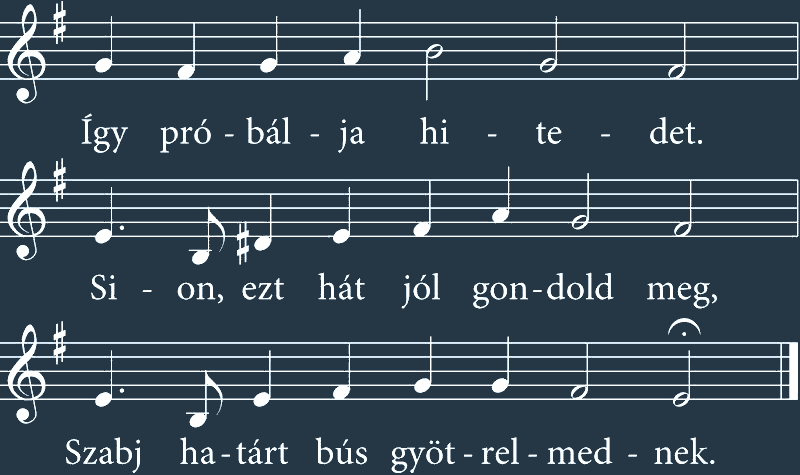 Így pró - bál - ja hi - te - det.
Si - on, ezt hát jól gon - dold meg,
Szabj ha - tárt bús gyöt - rel - med - nek.